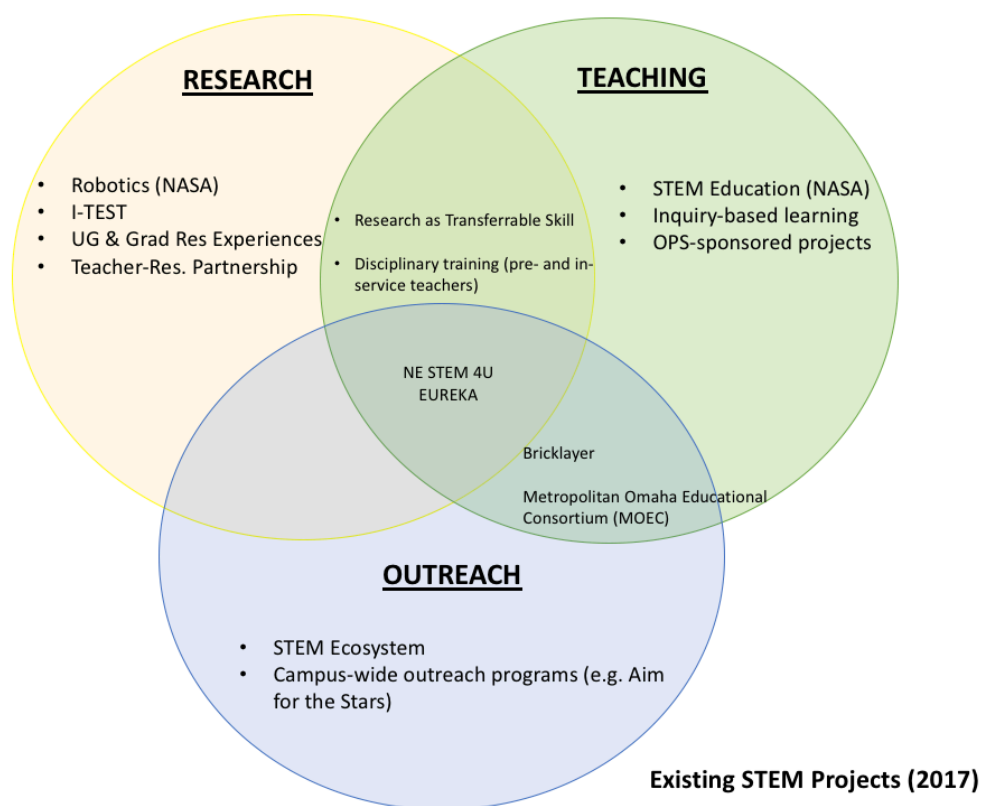 RESEARCH
TEACHING
• Robotics (NASA)
• I-TEST
• UG & Grad Res Experiences
• Teacher-Res. Partnership
• Research as Transferrable Skill
• Disciplinary training (pre- and in-
service teachers)
• STEM Education (NASA)
• Inquiry-based learning
• OPS-sponsored projects
NE STEM 4U
EUREKA
Bricklayer
Metropolitan Omaha Educational
Consortium (MOEC)
OUTREACH
• STEM Ecosystem
• Campus-wide outreach programs (e.g. Aim
for the Stars)
Existing STEM Projects (2017)